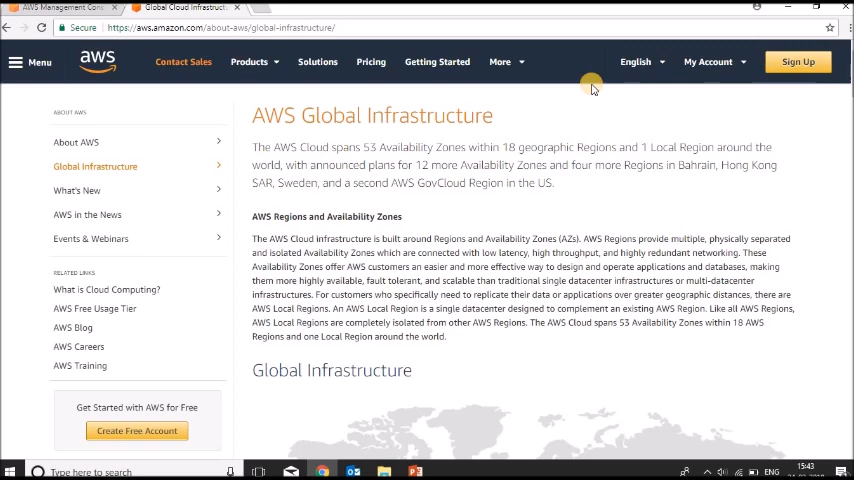 AWS Management Cons
Global Cloud Infrastruct
Secure
https://aws.amazon.com/about-aws/global-infrastructure/
Menu
aws
Contact Sales
Products
Solutions
Pricing
Getting Started
More
English
My Account
Sign Up
ABOUT AWS
About AWS
Global Infrastructure
What's New
AWS in the News
Events & Webinars
RELATED LINKS
What is Cloud Computing?
AWS Free Usage Tier
AWS Blog
AWS Careers
AWS Training
Get Started with AWS for Free
Create Free Account
AWS Global Infrastructure
The AWS Cloud spans 53 Availability Zones within 18 geographic Regions and 1 Local Region around the
world, with announced plans for 12 more Availability Zones and four more Regions in Bahrain, Hong Kong
SAR, Sweden, and a second AWS GovCloud Region in the US.
AWS Regions and Availability Zones
The AWS Cloud infrastructure is built around Regions and Availability Zones (AZs). AWS Regions provide multiple, physically separated
and isolated Availability Zones which are connected with low latency, high throughput, and highly redundant networking. These
Availability Zones offer AWS customers an easier and more effective way to design and operate applications and databases, making
them more highly available, fault tolerant, and scalable than traditional single datacenter infrastructures or multi-datacenter
infrastructures. For customers who specifically need to replicate their data or applications over greater geographic distances, there are
AWS Local Regions. An AWS Local Region is a single datacenter designed to complement an existing AWS Region. Like all AWS Regions,
AWS Local Regions are completely isolated from other AWS Regions. The AWS Cloud spans 53 Availability Zones within 18 AWS
Regions and one Local Region around the world.
Global Infrastructure
Type here to search
ENG
15:43